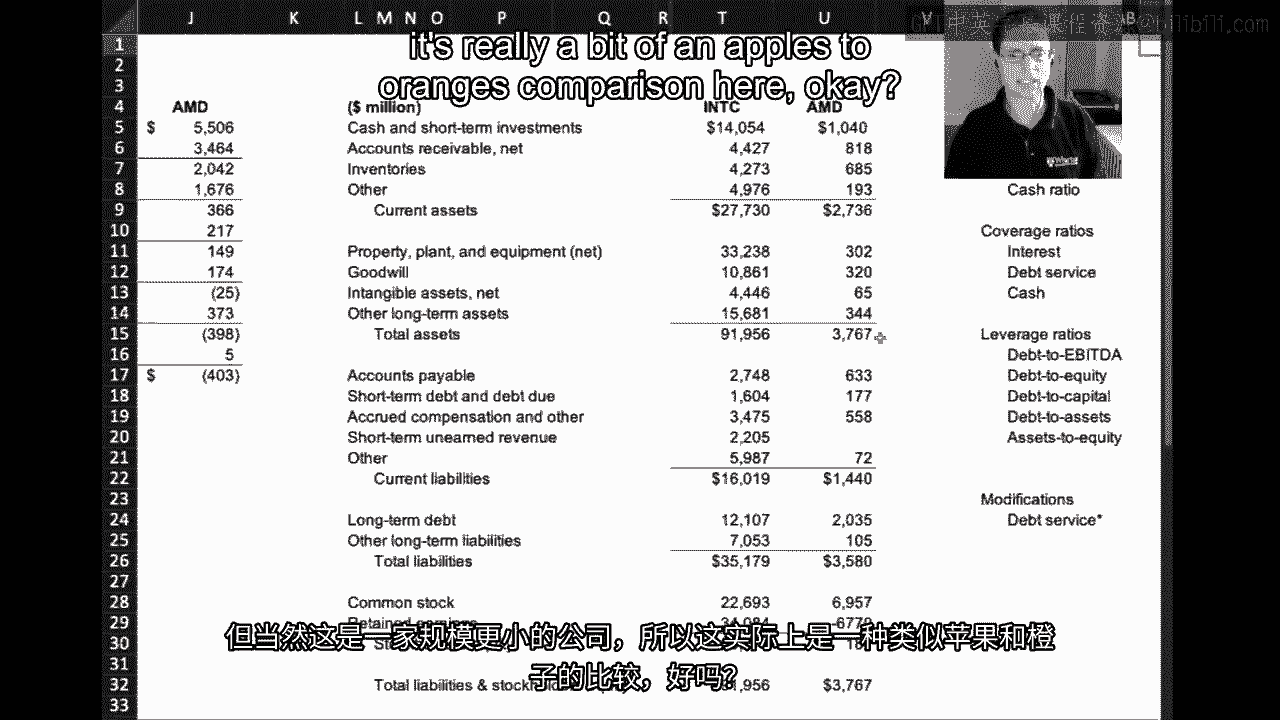 J K L M N O P Q R T U V AB
it's really a bit of an apples to
oranges comparison here, okay?
1
2
3
4 AMD ($ million) INTC AMD
5 $ 5,506 Cash and short-term investments $14,054 $1,040
6 3,464 Accounts receivable, net 4,427 818
7 2,042 Inventories 4,273 685
8 1,676 Other 4,976 193 Cash ratio
9 366 Current assets $27,730 $2,736
10 217 Coverage ratios
11 149 Property, plant, and equipment (net) 33,238 302 Interest
12 174 Goodwill 10,861 320 Debt service
13 (25) Intangible assets, net 4,446 65 Cash
14 373 Other long-term assets 15,681 344
15 (398) Total assets 91,956 3,767 Leverage ratios
16 5 Debt-to-EBITDA
17 $ (403) Accounts payable 2,748 633 Debt-to-equity
18 Short-term debt and debt due 1,604 177 Debt-to-capital
19 Accrued compensation and other 3,475 558 Debt-to-assets
20 Short-term unearned revenue 2,205 Assets-to-equity
21 Other 5,987 72
22 Current liabilities $16,019 $1,440
23 Modifications
24 Long-term debt 12,107 2,035 Debt service*
25 Other long-term liabilities 7,053 105
26 Total liabilities $35,179 $3,580
27
28 Common stock 22,693 6,957
29
30
31
32 Total liabilities & $3,767
33
但当然这是一家规模更小的公司，所以这实际上是一种类似苹果和橙
子的比较，好吗？